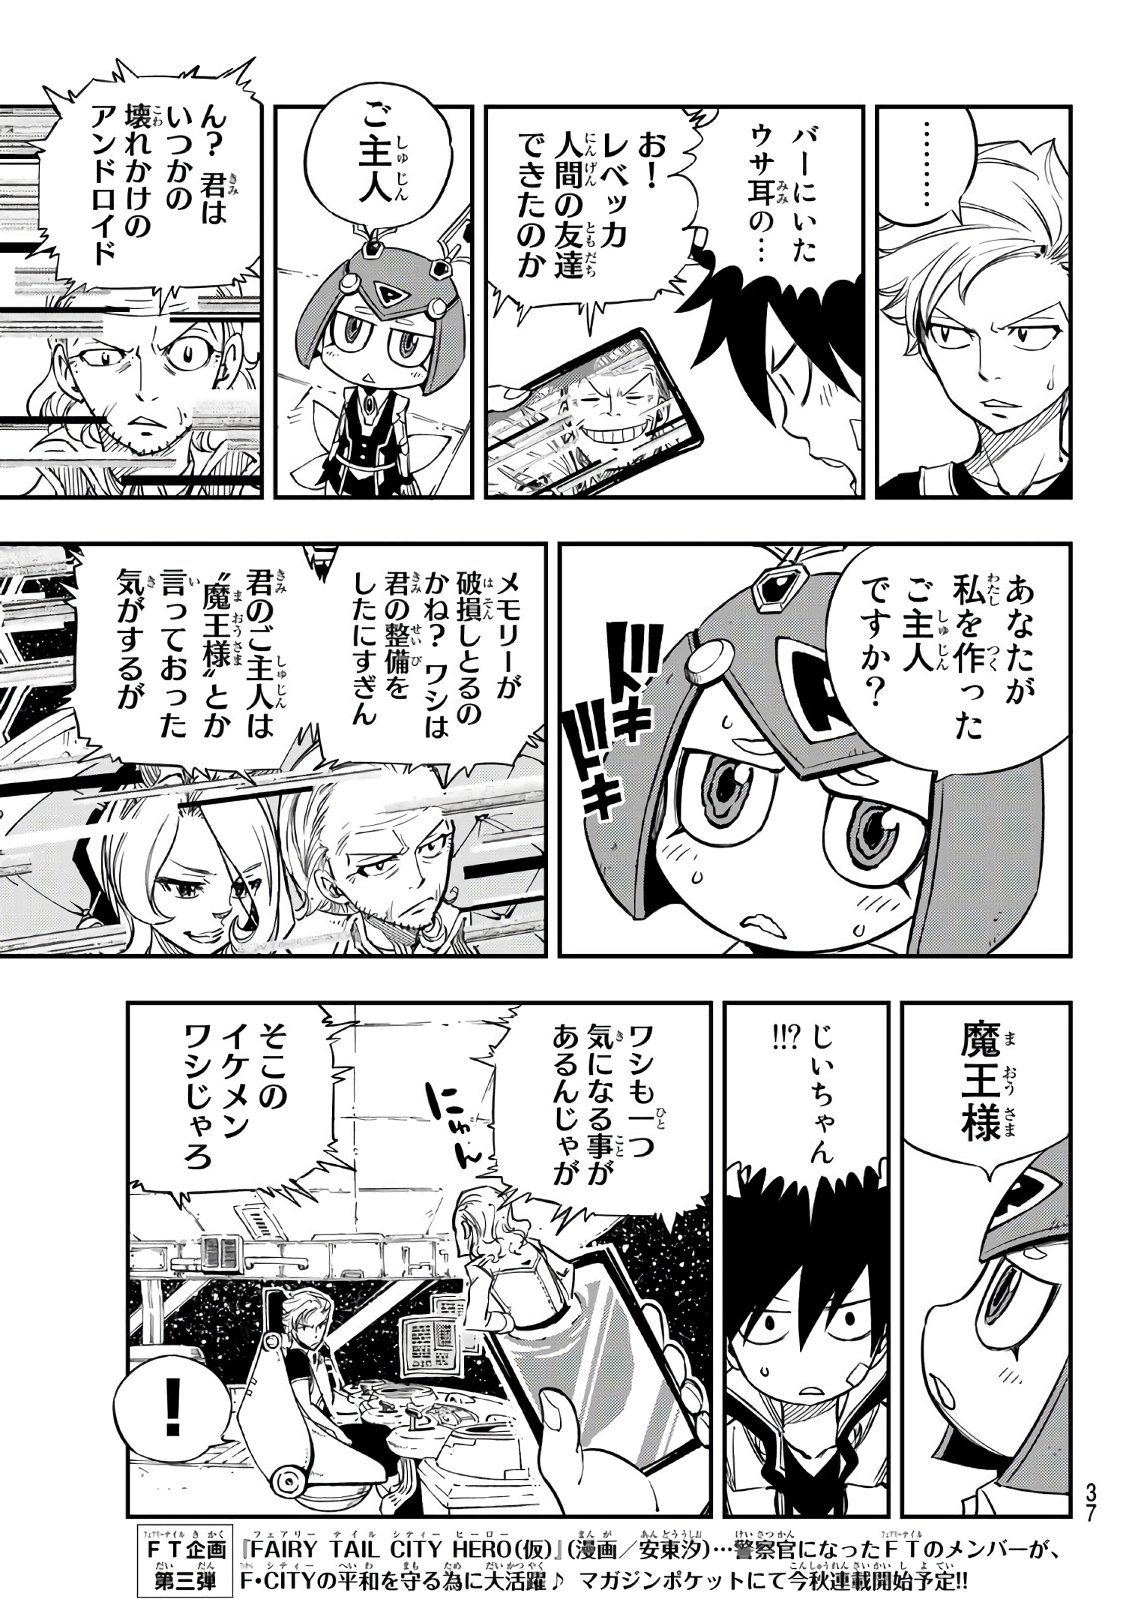 ………
バーにいた
ウサ耳の…
お！
レベッカ
人間の友達
できたのか
ご主人
ん？君は
いつかの
壊れかけの
アンドロイド
あなたが
私を作った
ご主人
ですか？
ドキ
ドキ
メモリーが
破損しとるの
かね？ワシは
君の整備を
したにすぎん
君のご主人は
〝魔王様〟とか
言っておった
気がするが
魔王様
じいちゃん
!!?
ワシも一つ
気になる事が
あるんじゃが
にゅん
そこの
イケメン
ワシじゃろ
！
37
FT企画
第三弾
『FAIRY TAIL CITY HERO(仮)』(漫画／安東汐)…警察官になったFTのメンバーが、
F・CITYの平和を守る為に大活躍♪ マガジンポケットにて今秋連載開始予定!!